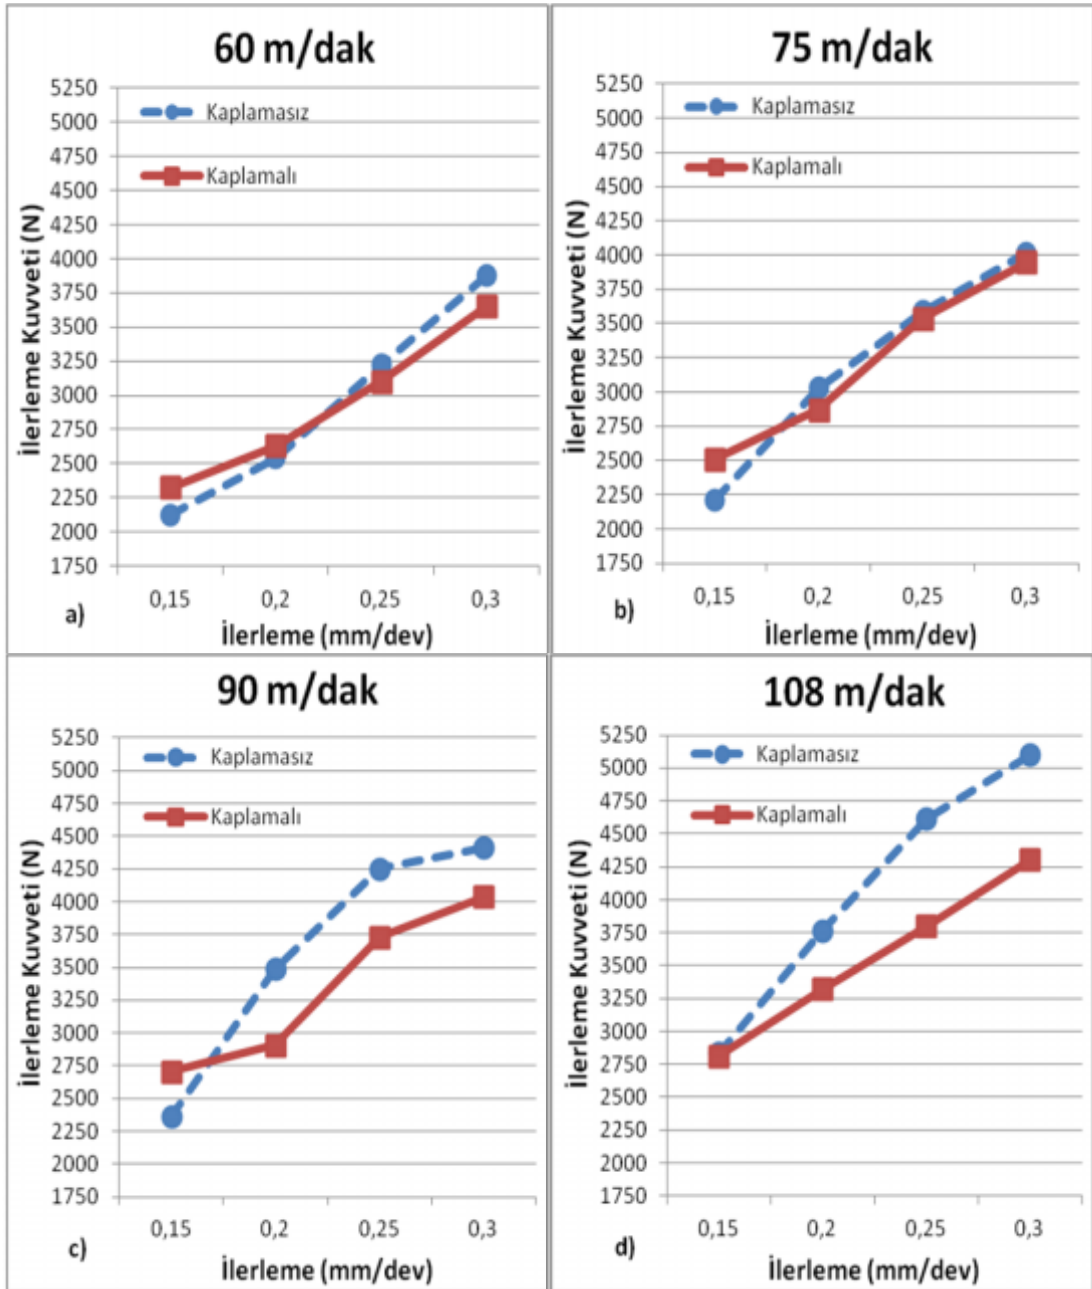 60 m/dak
5250
5000
4750
4500
4250
4000
3750
3500
3250
3000
2750
2500
2250
2000
1750
İlerleme Kuvveti (N)
Kaplamasız
Kaplamalı
0,15 0,2 0,25 0,3
a)
İlerleme (mm/dev)
75 m/dak
5250
5000
4750
4500
4250
4000
3750
3500
3250
3000
2750
2500
2250
2000
1750
İlerleme Kuvveti (N)
Kaplamasız
Kaplamalı
0,15 0,2 0,25 0,3
b)
İlerleme (mm/dev)
90 m/dak
5250
5000
4750
4500
4250
4000
3750
3500
3250
3000
2750
2500
2250
2000
1750
İlerleme Kuvveti (N)
Kaplamasız
Kaplamalı
0,15 0,2 0,25 0,3
c)
İlerleme (mm/dev)
108 m/dak
5250
5000
4750
4500
4250
4000
3750
3500
3250
3000
2750
2500
2250
2000
1750
İlerleme Kuvveti (N)
Kaplamasız
Kaplamalı
0,15 0,2 0,25 0,3
d)
İlerleme (mm/dev)